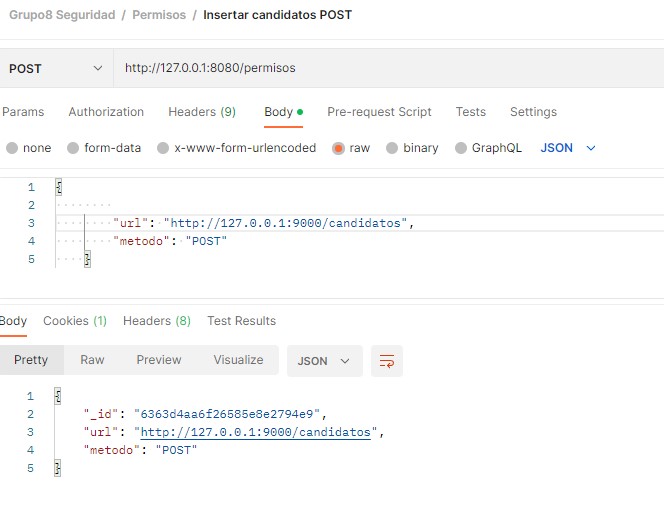 Grupo8 Seguridad / Permisos / Insertar candidatos POST
POST http://127.0.0.1:8080/permisos
Params Authorization Headers (9) Body Pre-request Script Tests Settings
none form-data x-www-form-urlencoded raw binary GraphQL JSON
1 {
2
3 "url": "http://127.0.0.1:9000/candidatos",
4 "metodo": "POST"
5 }
Body Cookies (1) Headers (8) Test Results
Pretty Raw Preview Visualize JSON
1 {
2 "_id": "6363d4aa6f26585e8e2794e9",
3 "url": "http://127.0.0.1:9000/candidatos",
4 "metodo": "POST"
5 }